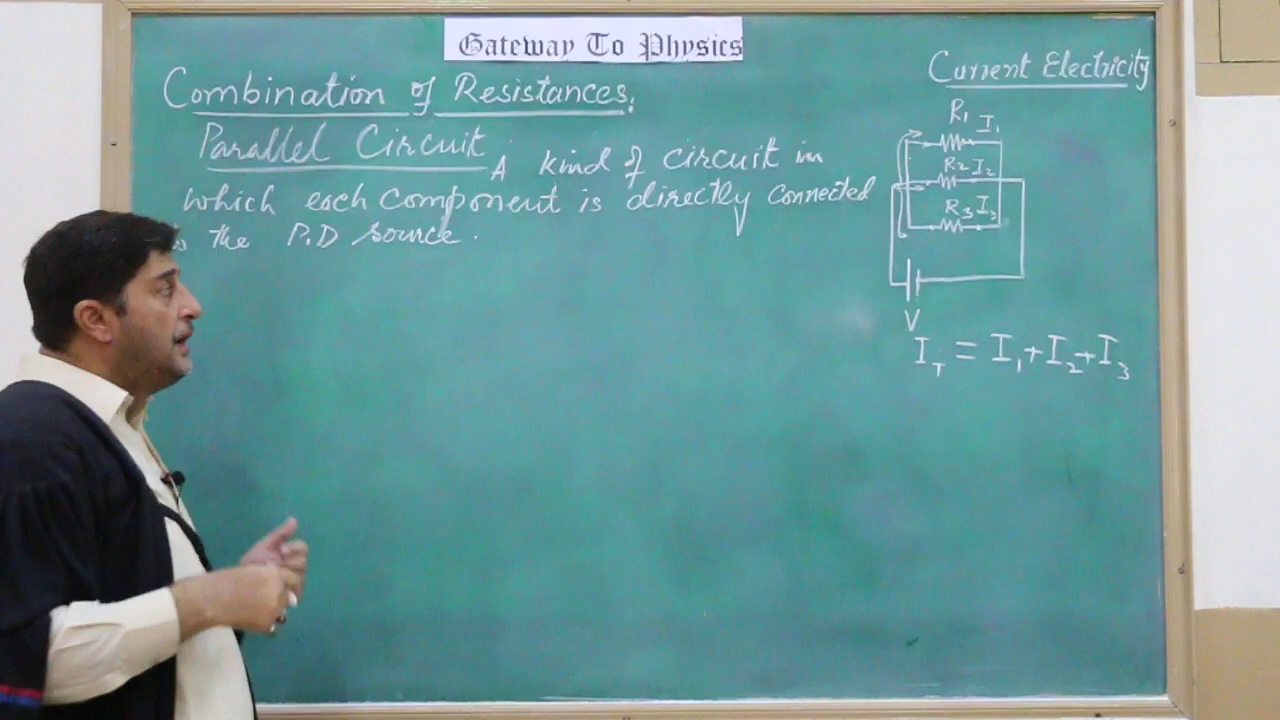 Gateway To Physics
Current Electricity
Combination of Resistances.
Parallel Circuit A kind of circuit in
which each component is directly connected
the P.D source.
R1 I1
R2 I2
R3 I3
V
IT = I1+I2+I3